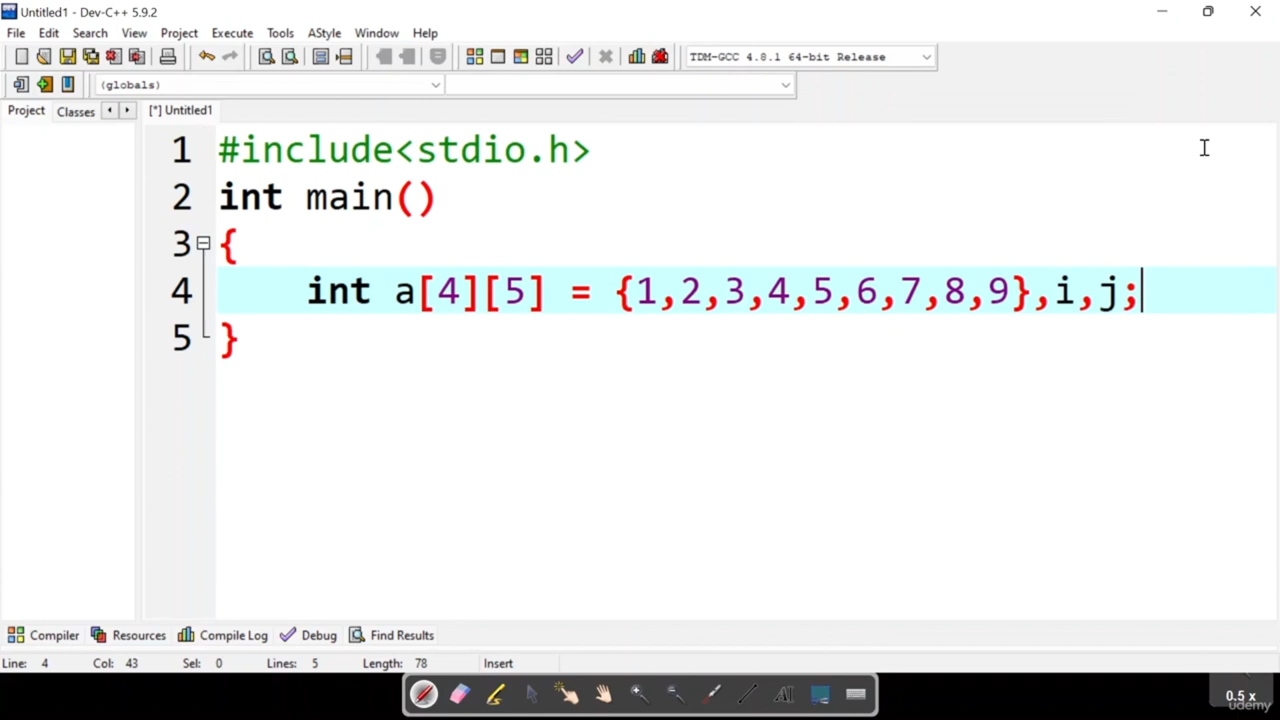 Untitled1 - Dev-C++ 5.9.2
File Edit Search View Project Execute Tools AStyle Window Help
TDM-GCC 4.8.1 64-bit Release
(globals)
Project Classes [*] Untitled1
1 #include<stdio.h>
2 int main()
3 {
4 int a[4][5] = {1,2,3,4,5,6,7,8,9},i,j;
5 }
Compiler Resources Compile Log Debug Find Results
Line: 4 Col: 43 Sel: 0 Lines: 5 Length: 78 Insert
AI
0.5 x
udemy